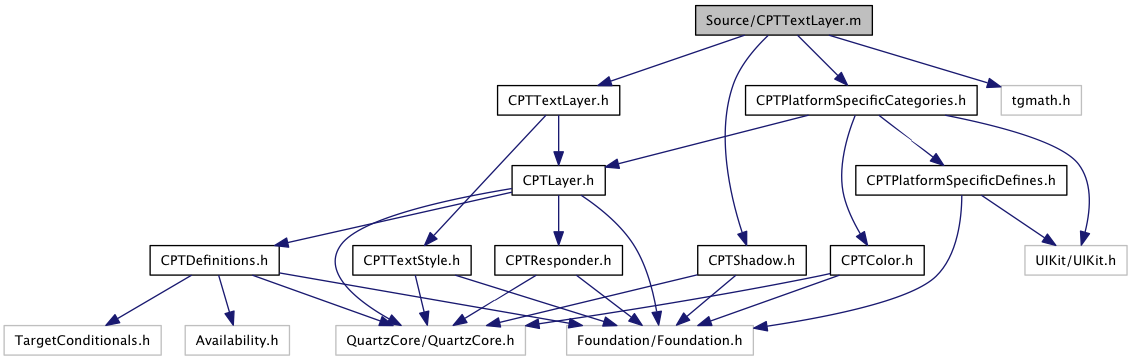 Source/CPTTextLayer.m
CPTTextLayer.h
CPTPlatformSpecificCategories.h
tgmath.h
CPTLayer.h
CPTPlatformSpecificDefines.h
CPTDefinitions.h
CPTTextStyle.h
CPTResponder.h
CPTShadow.h
CPTColor.h
UIKit/UIKit.h
TargetConditionals.h
Availability.h
QuartzCore/QuartzCore.h
Foundation/Foundation.h